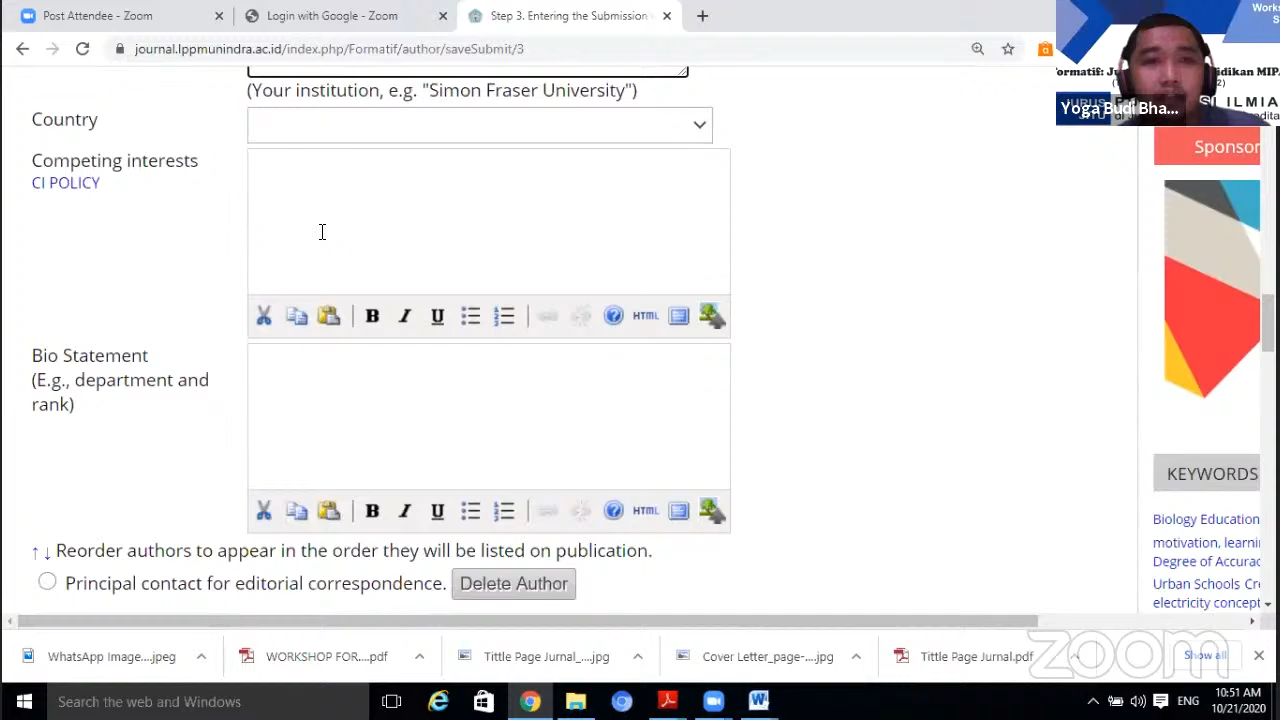 Post Attendee - Zoom
Login with Google - Zoom
Step 3. Entering the Submission
journal.lppmunindra.ac.id/index.php/Formatif/author/saveSubmit/3
Yoga Budi Bha...
(Your institution, e.g. "Simon Fraser University")
Country
Competing interests
CI POLICY
HTML
Bio Statement
(E.g., department and
rank)
HTML
↑ ↓ Reorder authors to appear in the order they will be listed on publication.
Principal contact for editorial correspondence. Delete Author
Sponsor
KEYWORDS
Biology Education
motivation, learni
Degree of Accurac
Urban Schools Cre
electricity concept
WhatsApp Image....jpeg
WORKSHOP FOR....pdf
Tittle Page Jurnal_...jpg
Cover Letter_page-...jpg
Tittle Page Jurnal.pdf
Show all
zoom
Search the web and Windows
ENG
10:51 AM
10/21/2020